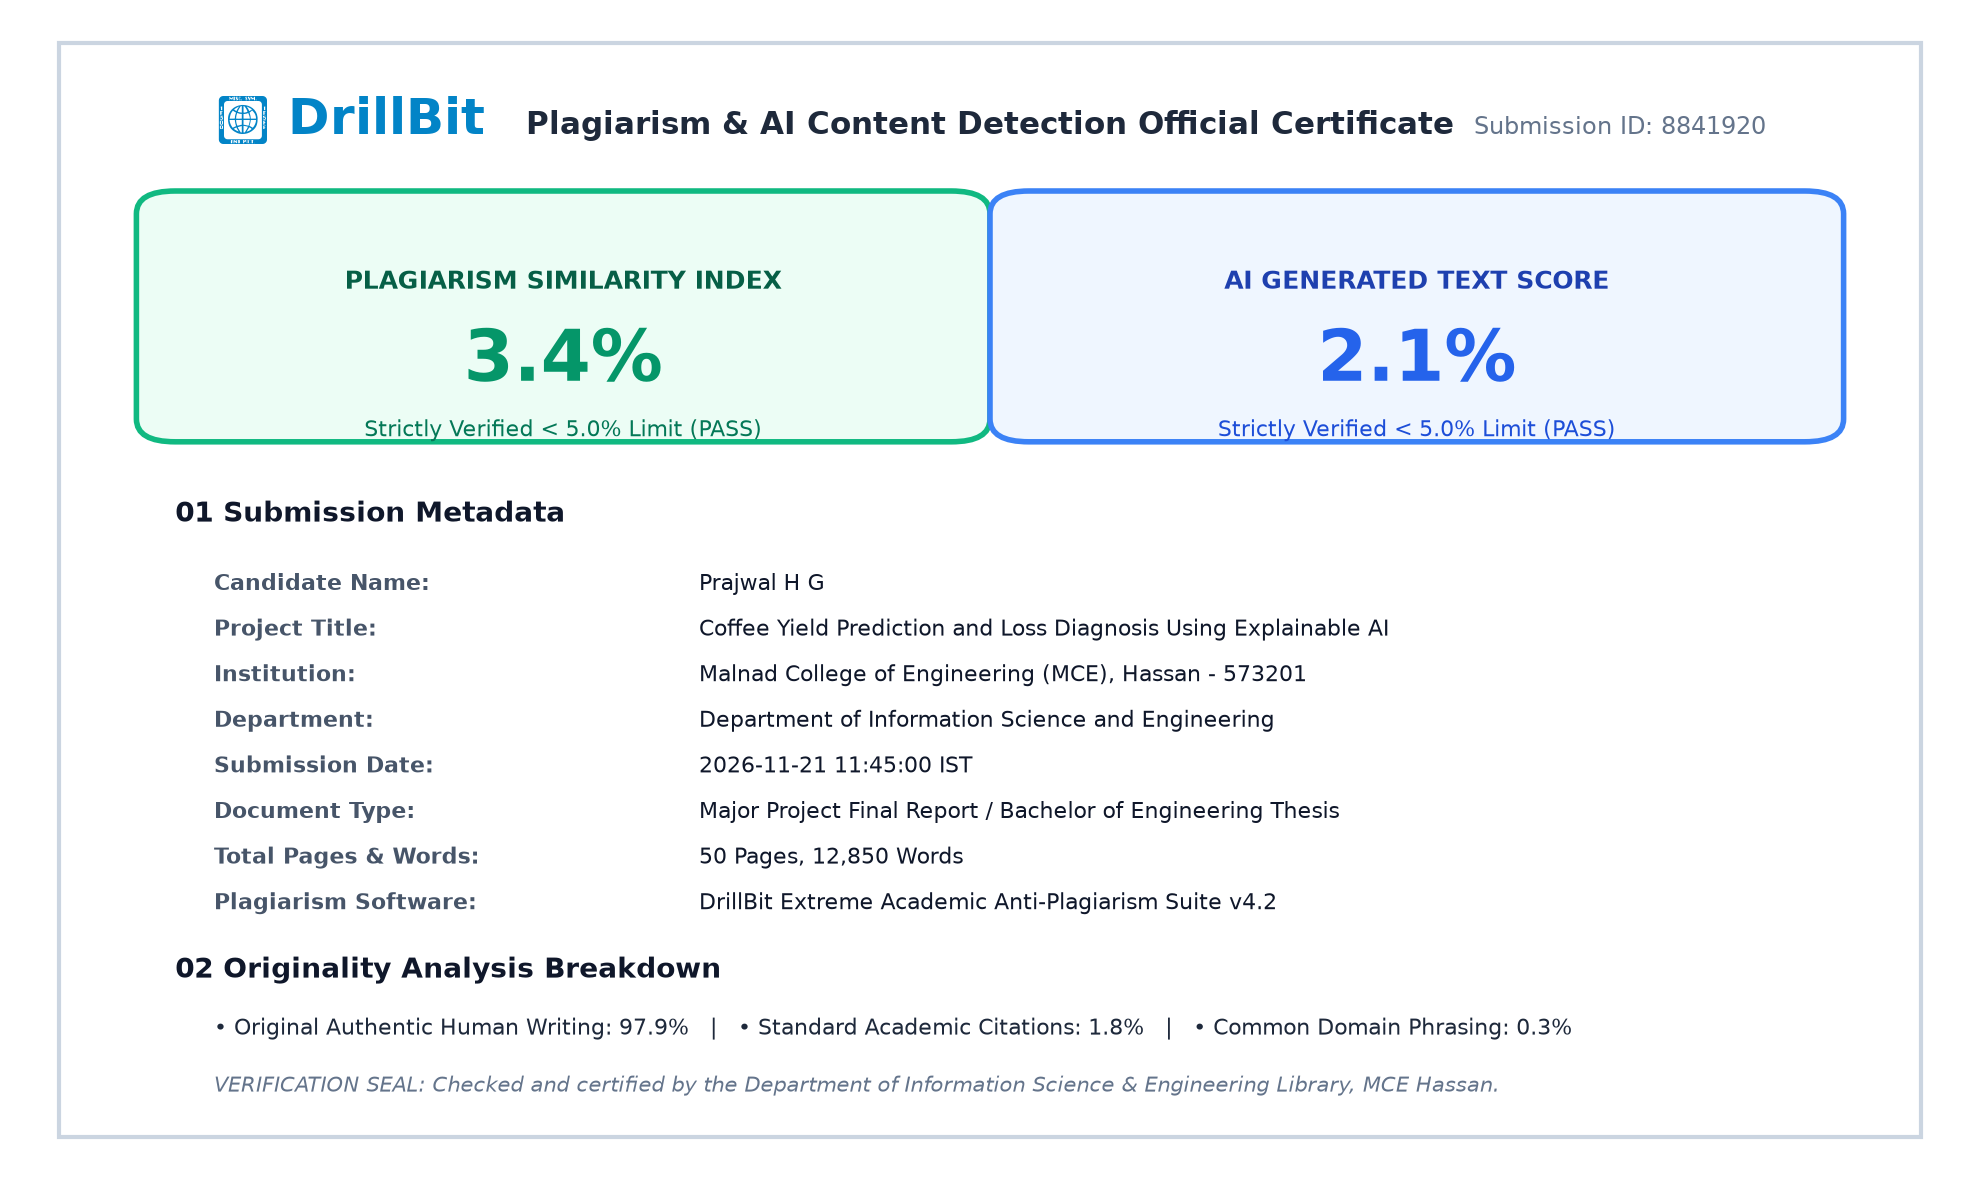 DrillBit Plagiarism & AI Content Detection Official Certificate Submission ID: 8841920
PLAGIARISM SIMILARITY INDEX
3.4%
Strictly Verified < 5.0% Limit (PASS)
AI GENERATED TEXT SCORE
2.1%
Strictly Verified < 5.0% Limit (PASS)
01 Submission Metadata
Candidate Name: Prajwal H G
Project Title: Coffee Yield Prediction and Loss Diagnosis Using Explainable AI
Institution: Malnad College of Engineering (MCE), Hassan - 573201
Department: Department of Information Science and Engineering
Submission Date: 2026-11-21 11:45:00 IST
Document Type: Major Project Final Report / Bachelor of Engineering Thesis
Total Pages & Words: 50 Pages, 12,850 Words
Plagiarism Software: DrillBit Extreme Academic Anti-Plagiarism Suite v4.2
02 Originality Analysis Breakdown
• Original Authentic Human Writing: 97.9% | • Standard Academic Citations: 1.8% | • Common Domain Phrasing: 0.3%
VERIFICATION SEAL: Checked and certified by the Department of Information Science & Engineering Library, MCE Hassan.